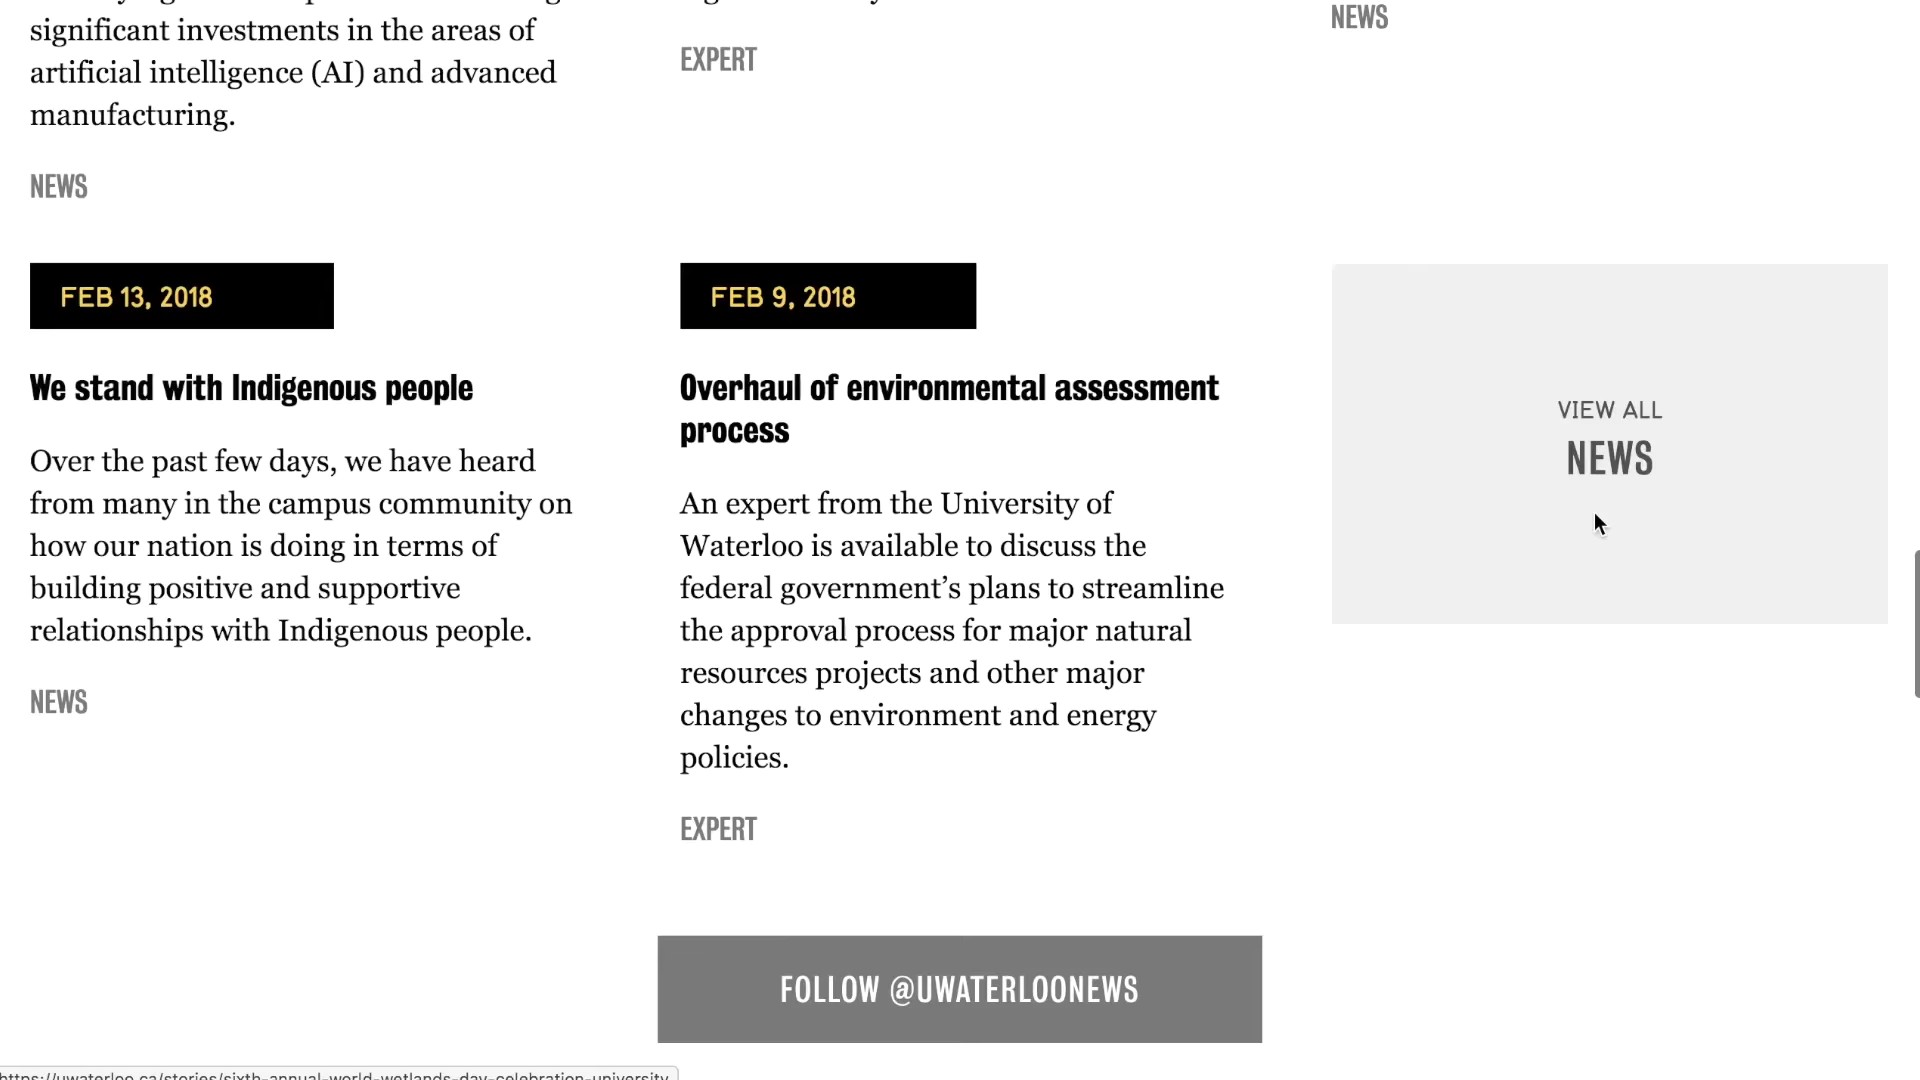 significant investments in the areas of
artificial intelligence (AI) and advanced
manufacturing.
NEWS
EXPERT
NEWS
FEB 13, 2018
We stand with Indigenous people
Over the past few days, we have heard
from many in the campus community on
how our nation is doing in terms of
building positive and supportive
relationships with Indigenous people.
NEWS
FEB 9, 2018
Overhaul of environmental assessment
process
An expert from the University of
Waterloo is available to discuss the
federal government’s plans to streamline
the approval process for major natural
resources projects and other major
changes to environment and energy
policies.
EXPERT
VIEW ALL
NEWS
FOLLOW @UWATERLOONEWS
https://uwaterloo.ca/stories/sixth-annual-world-wetlands-day-celebration-university